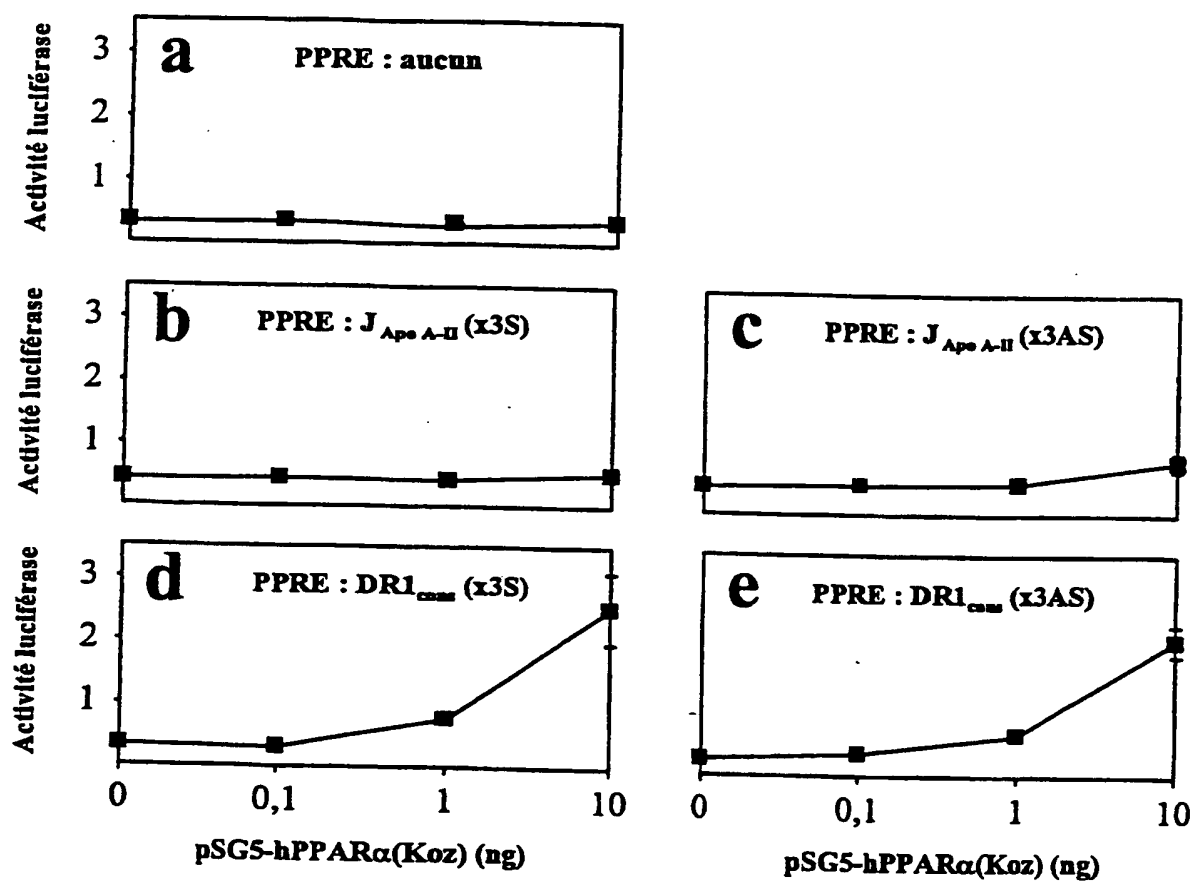 a
PPRE : aucun
Activité luciférase
3
2
1
b
PPRE : J Apo A-II (x3S)
Activité luciférase
3
2
1
c
PPRE : J Apo A-II (x3AS)
d
PPRE : DR1cons (x3S)
Activité luciférase
3
2
1
0 0,1 1 10
pSG5-hPPARα(Koz) (ng)
e
PPRE : DR1cons (x3AS)
0 0,1 1 10
pSG5-hPPARα(Koz) (ng)